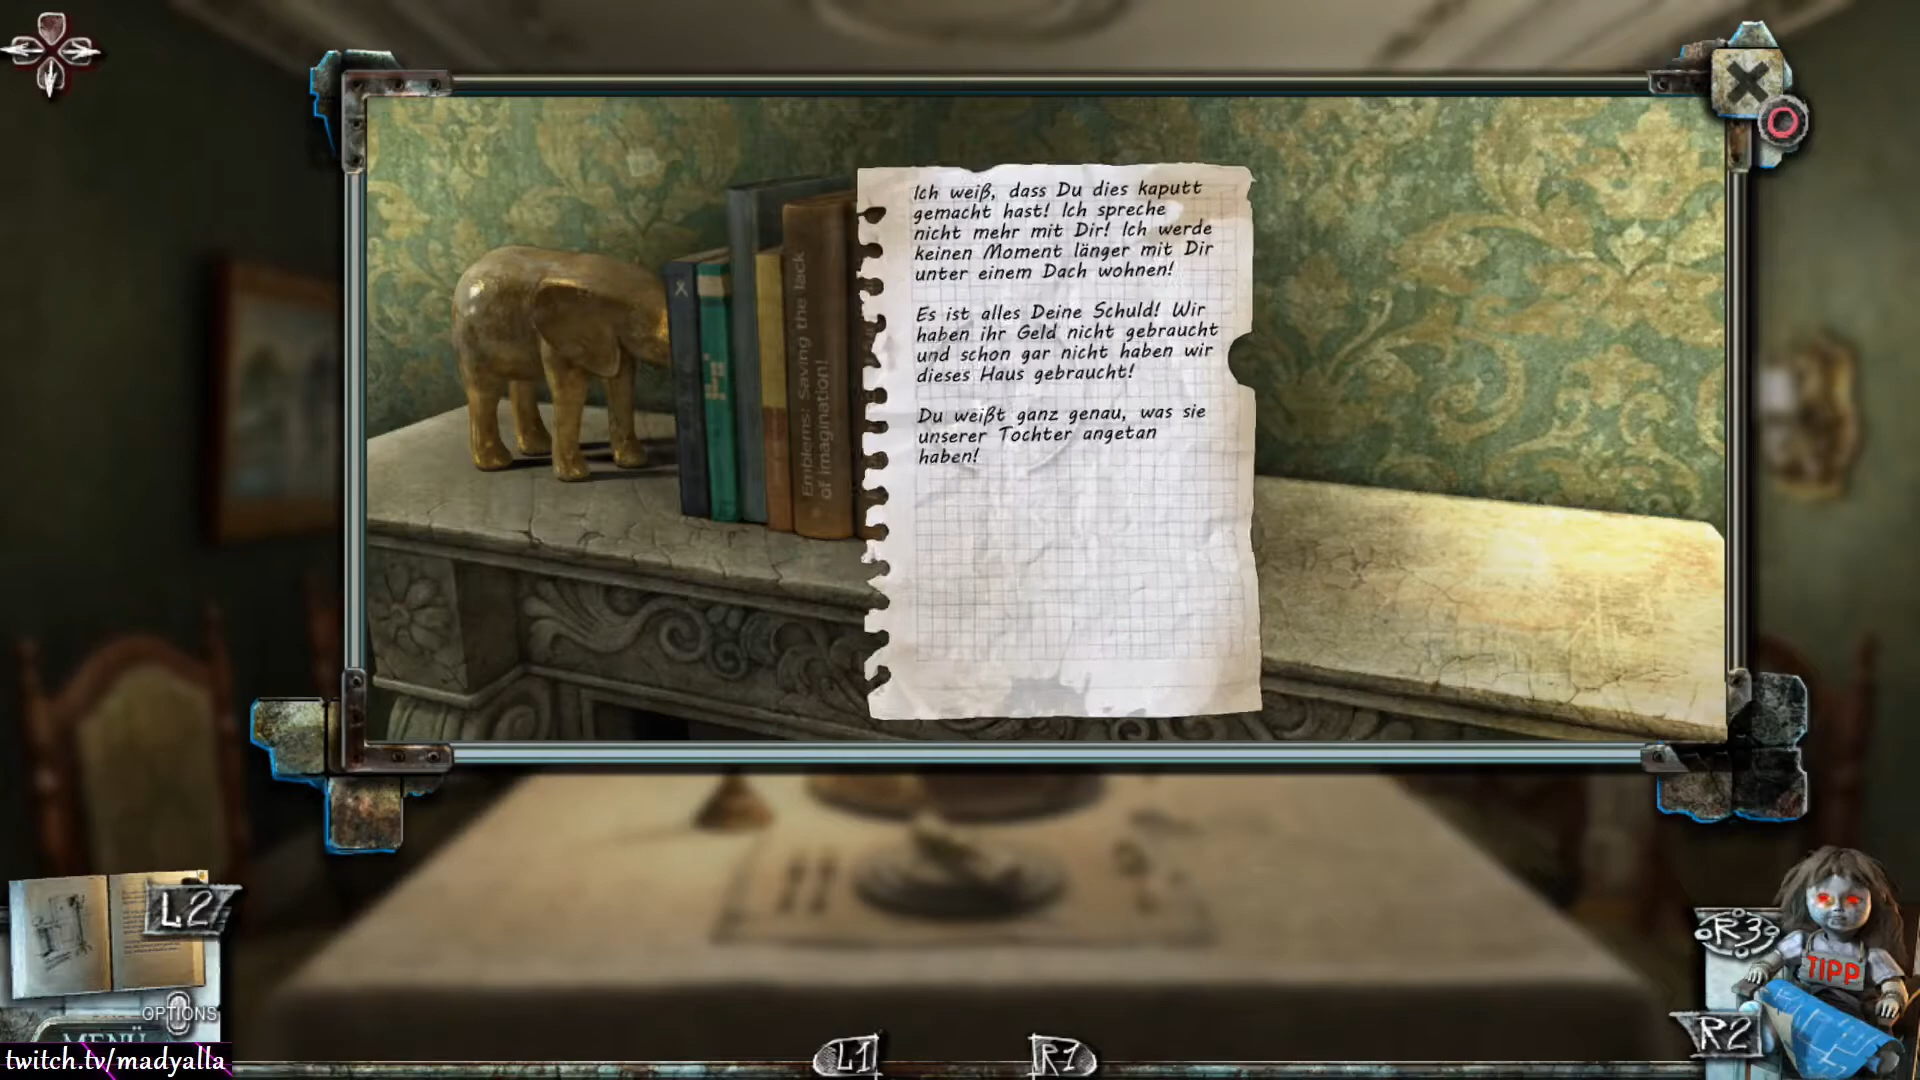 Ich weiß, dass Du dies kaputt
gemacht hast! Ich spreche
nicht mehr mit Dir! Ich werde
keinen Moment länger mit Dir
unter einem Dach wohnen!
Es ist alles Deine Schuld! Wir
haben ihr Geld nicht gebraucht
und schon gar nicht haben wir
dieses Haus gebraucht!
Du weißt ganz genau, was sie
unserer Tochter angetan
haben!
Emblems: Saving the lack
of imagination!
L2
OPTIONS
MENÜ
twitch.tv/madyalla
L1
R1
R3
TIPP
R2